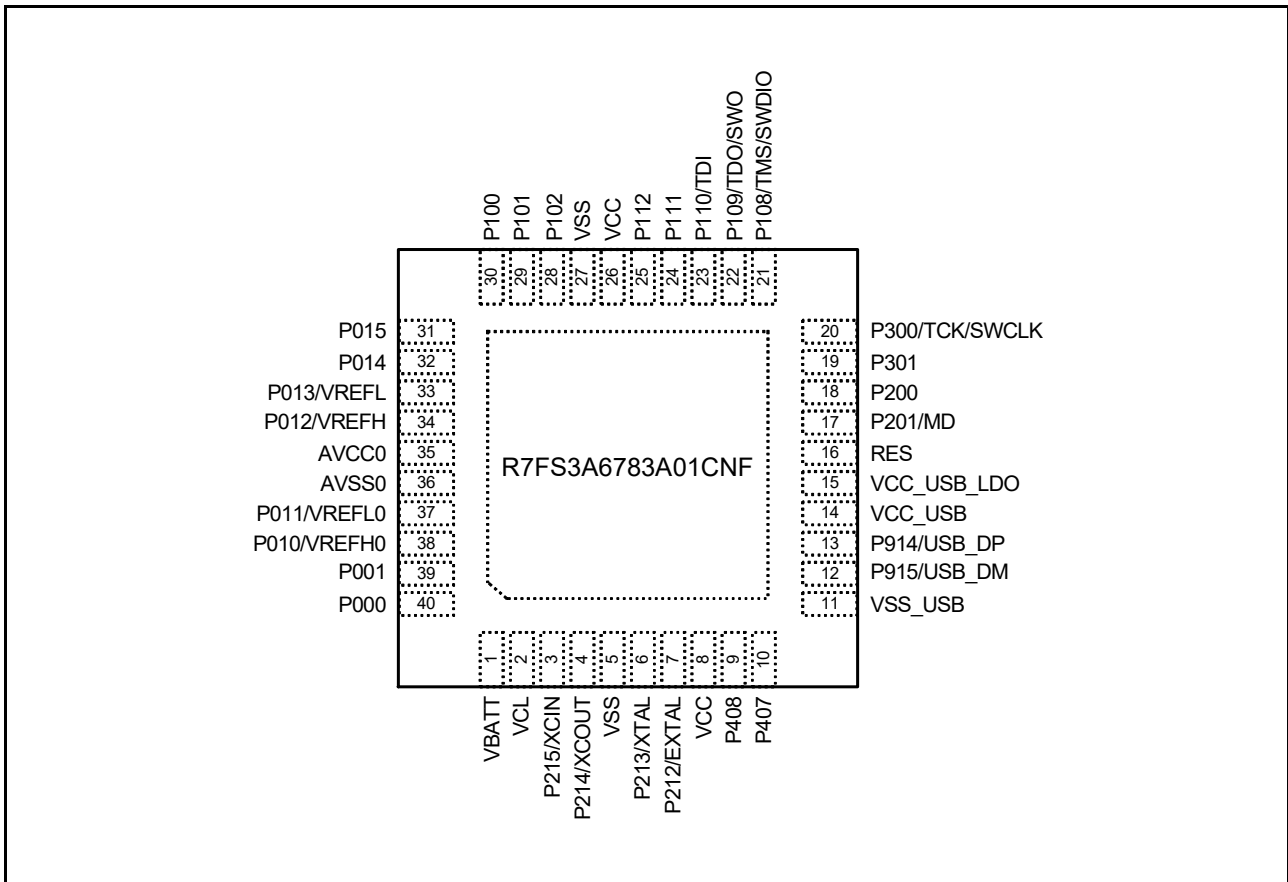 P100
P101
P102
VSS
VCC
P112
P111
P110/TDI
P109/TDO/SWO
P108/TMS/SWDIO
30
29
28
27
26
25
24
23
22
21
P015 31
P014 32
P013/VREFL 33
P012/VREFH 34
AVCC0 35
AVSS0 36
P011/VREFL0 37
P010/VREFH0 38
P001 39
P000 40
R7FS3A6783A01CNF
20 P300/TCK/SWCLK
19 P301
18 P200
17 P201/MD
16 RES
15 VCC_USB_LDO
14 VCC_USB
13 P914/USB_DP
12 P915/USB_DM
11 VSS_USB
1
2
3
4
5
6
7
8
9
10
VBATT
VCL
P215/XCIN
P214/XCOUT
VSS
P213/XTAL
P212/EXTAL
VCC
P408
P407